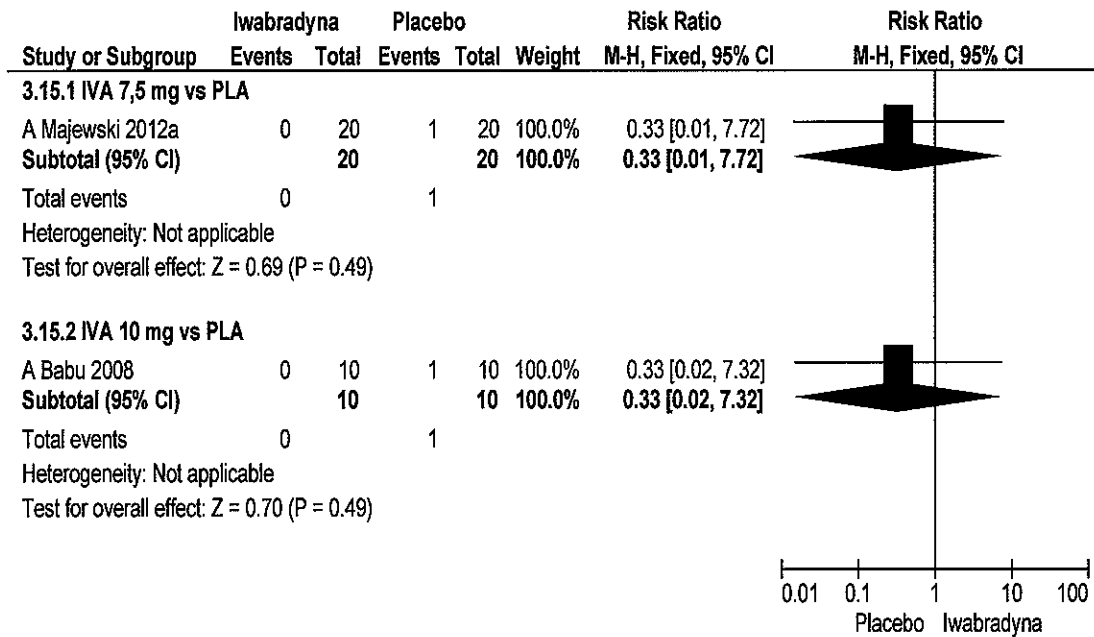 Iwabradyna Placebo Risk Ratio Risk Ratio
Study or Subgroup Events Total Events Total Weight M-H, Fixed, 95% CI M-H, Fixed, 95% CI
3.15.1 IVA 7,5 mg vs PLA
A Majewski 2012a 0 20 1 20 100.0% 0.33 [0.01, 7.72]
Subtotal (95% CI) 20 20 100.0% 0.33 [0.01, 7.72]
Total events 0 1
Heterogeneity: Not applicable
Test for overall effect: Z = 0.69 (P = 0.49)
3.15.2 IVA 10 mg vs PLA
A Babu 2008 0 10 1 10 100.0% 0.33 [0.02, 7.32]
Subtotal (95% CI) 10 10 100.0% 0.33 [0.02, 7.32]
Total events 0 1
Heterogeneity: Not applicable
Test for overall effect: Z = 0.70 (P = 0.49)
0.01 0.1 1 10 100
Placebo Iwabradyna